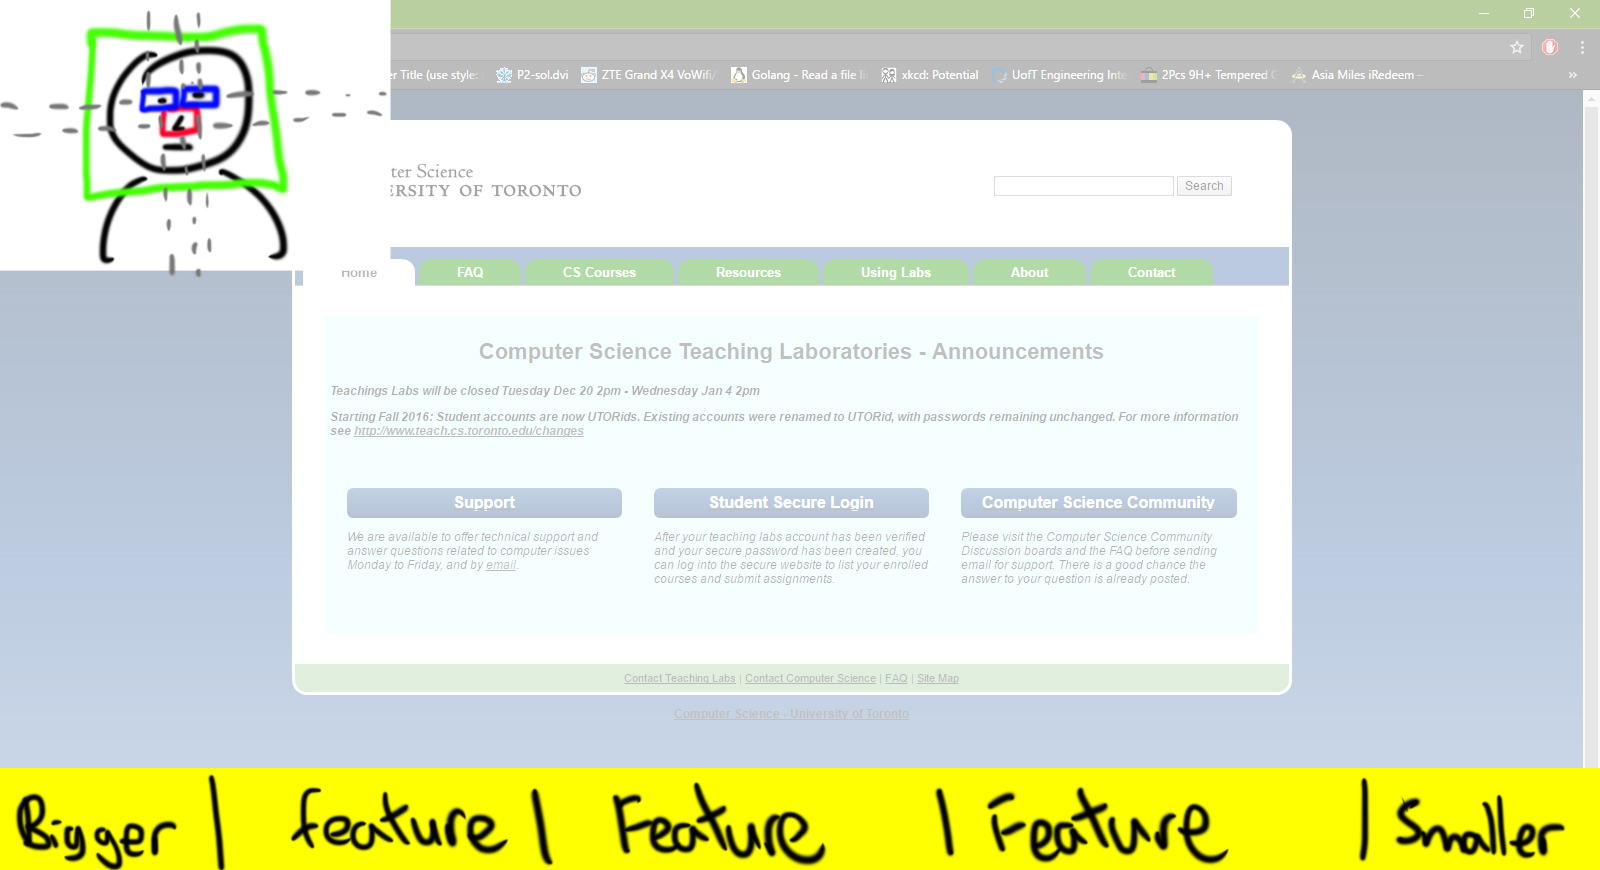 er Title (use style: P2-sol.dvi ZTE Grand X4 VoWifi/ Golang - Read a file li xkcd: Potential UofT Engineering Inte 2Pcs 9H+ Tempered G Asia Miles iRedeem –
ter Science
ERSITY OF TORONTO
Search
Home FAQ CS Courses Resources Using Labs About Contact
Computer Science Teaching Laboratories - Announcements
Teachings Labs will be closed Tuesday Dec 20 2pm - Wednesday Jan 4 2pm
Starting Fall 2016: Student accounts are now UTORids. Existing accounts were renamed to UTORid, with passwords remaining unchanged. For more information
see http://www.teach.cs.toronto.edu/changes
Support
We are available to offer technical support and
answer questions related to computer issues
Monday to Friday, and by email.
Student Secure Login
After your teaching labs account has been verified
and your secure password has been created, you
can log into the secure website to list your enrolled
courses and submit assignments.
Computer Science Community
Please visit the Computer Science Community
Discussion boards and the FAQ before sending
email for support. There is a good chance the
answer to your question is already posted.
Contact Teaching Labs | Contact Computer Science | FAQ | Site Map
Computer Science - University of Toronto
Bigger | feature | Feature | Feature | Smaller